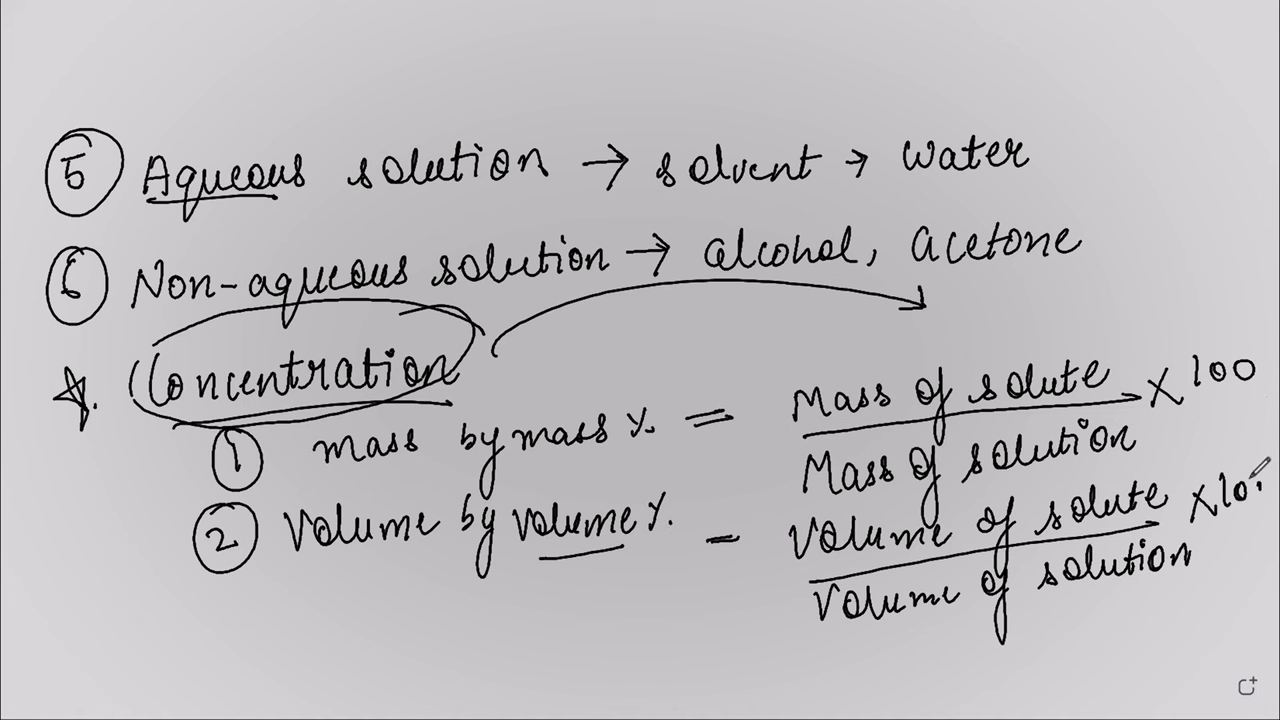 5 Aqueous solution → solvent → water
6 Non-aqueous solution → alcohol, acetone
Concentration
1 mass by mass % = Mass of solute × 100
Mass of solution
2 Volume by volume % - Volume of solute ×10
Volume of solution